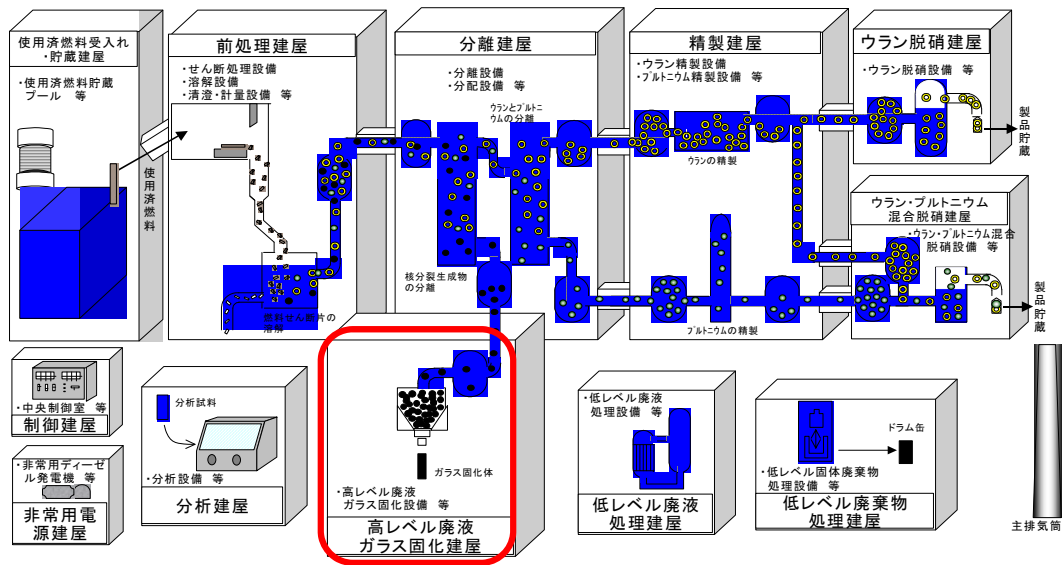 使用済燃料受入れ
・貯蔵建屋
・使用済燃料貯蔵
プール 等
使用済燃料
前処理建屋
・せん断処理設備
・溶解設備
・清澄・計量設備 等
燃料せん断片の
溶解
分離建屋
・分離設備
・分配設備 等
ウランとプルトニ
ウムの分離
核分裂生成物
の分離
精製建屋
・ウラン精製設備
・プルトニウム精製設備 等
ウランの精製
プルトニウムの精製
ウラン脱硝建屋
・ウラン脱硝設備 等
製品貯蔵
ウラン・プルトニウム
混合脱硝建屋
・ウラン・プルトニウム混合
脱硝設備 等
製品貯蔵
・中央制御室 等
制御建屋
・非常用ディーゼ
ル発電機 等
非常用電
源建屋
分析試料
・分析設備 等
分析建屋
ガラス固化体
・高レベル廃液
ガラス固化設備 等
高レベル廃液
ガラス固化建屋
・低レベル廃液
処理設備 等
低レベル廃液
処理建屋
ドラム缶
・低レベル固体廃棄物
処理設備 等
低レベル廃棄物
処理建屋
主排気筒